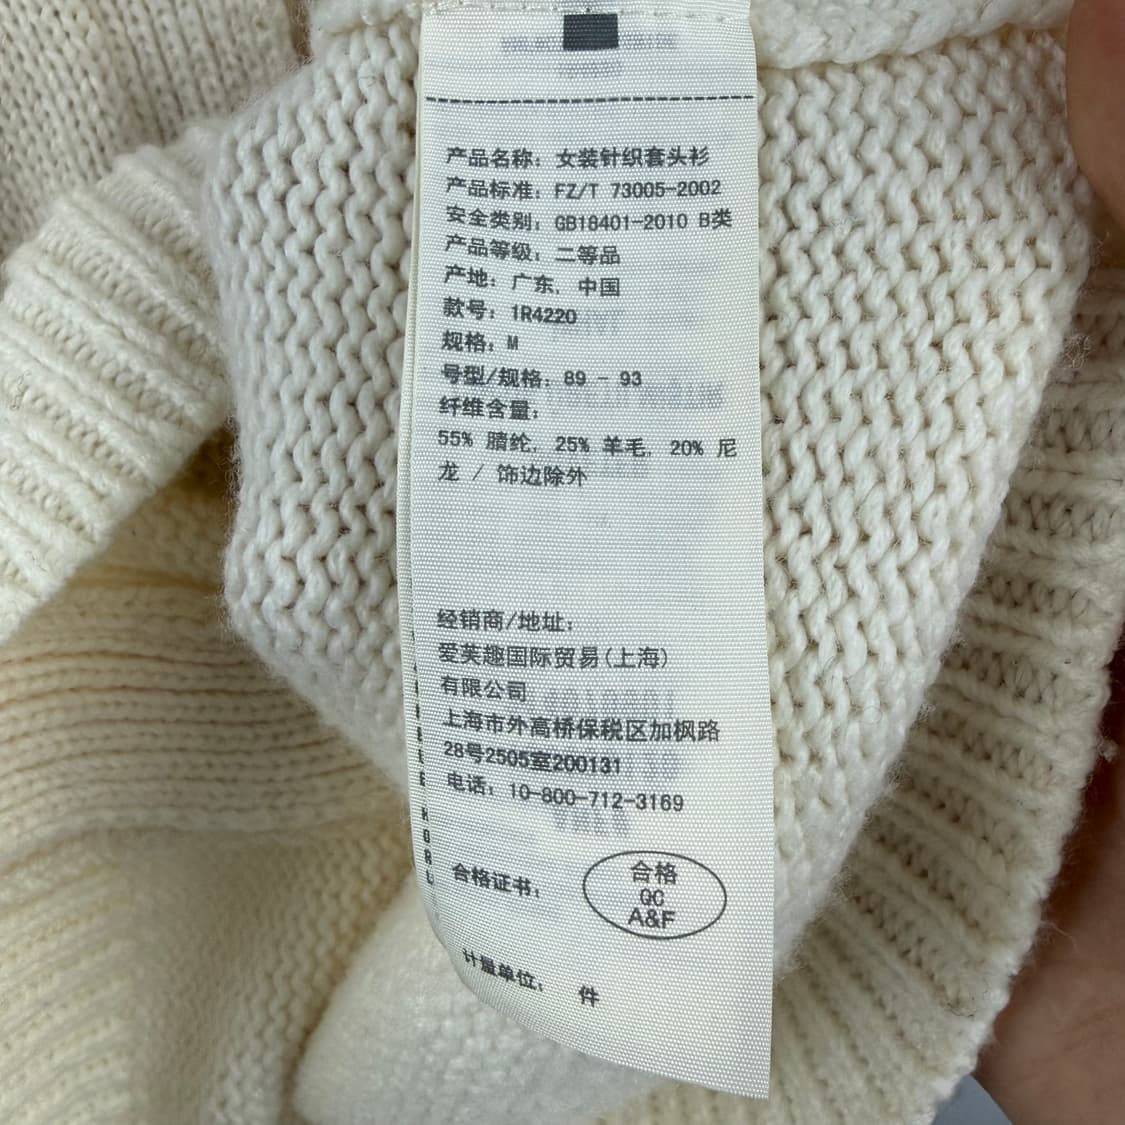 产品名称：女装针织套头衫
产品标准：FZ/T 73005-2002
安全类别：GB18401-2010 B类
产品等级：二等品
产地：广东，中国
款号：1R4220
规格：M
号型/规格：89 - 93
纤维含量：
55% 腈纶，25% 羊毛，20% 尼
龙 / 饰边除外
经销商/地址：
爱芙趣国际贸易(上海)
有限公司
上海市外高桥保税区加枫路
28号2505室200131
电话：10-800-712-3169
合格证书：
合格
QC
A&F
计量单位： 件